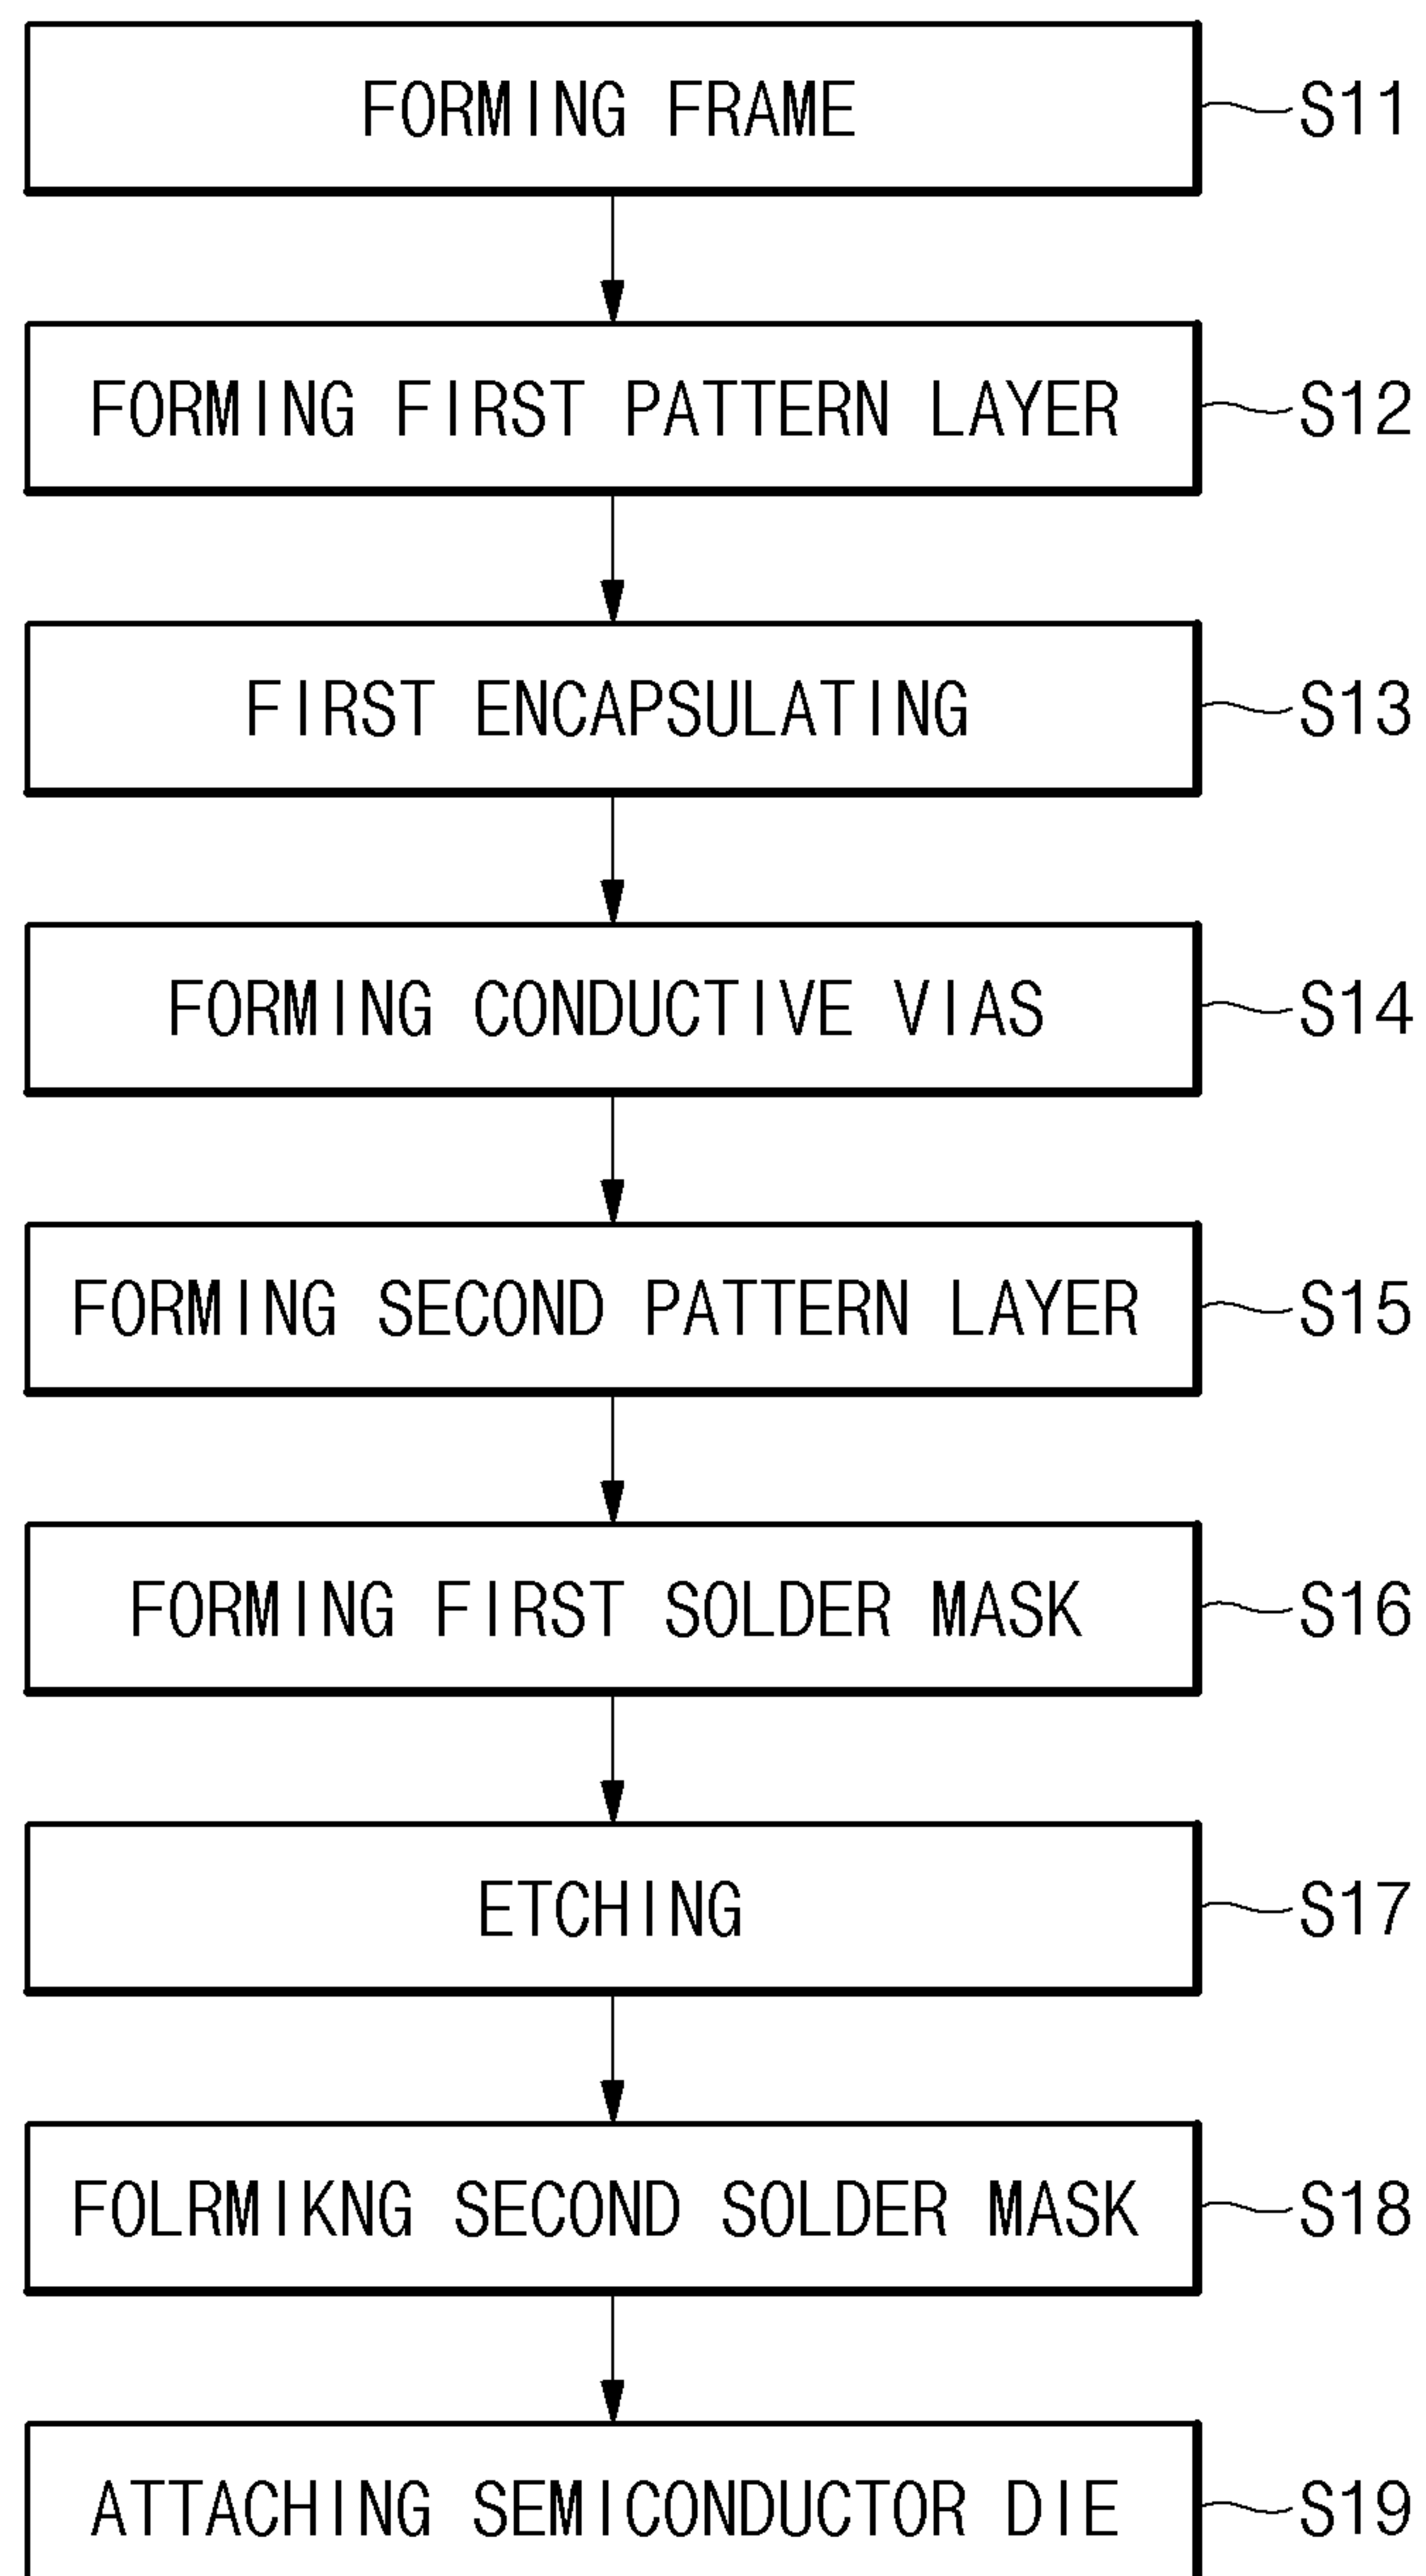 FORMING FRAME S11
FORMING FIRST PATTERN LAYER S12
FIRST ENCAPSULATING S13
FORMING CONDUCTIVE VIAS S14
FORMING SECOND PATTERN LAYER S15
FORMING FIRST SOLDER MASK S16
ETCHING S17
FOLRMIKNG SECOND SOLDER MASK S18
ATTACHING SEMICONDUCTOR DIE S19